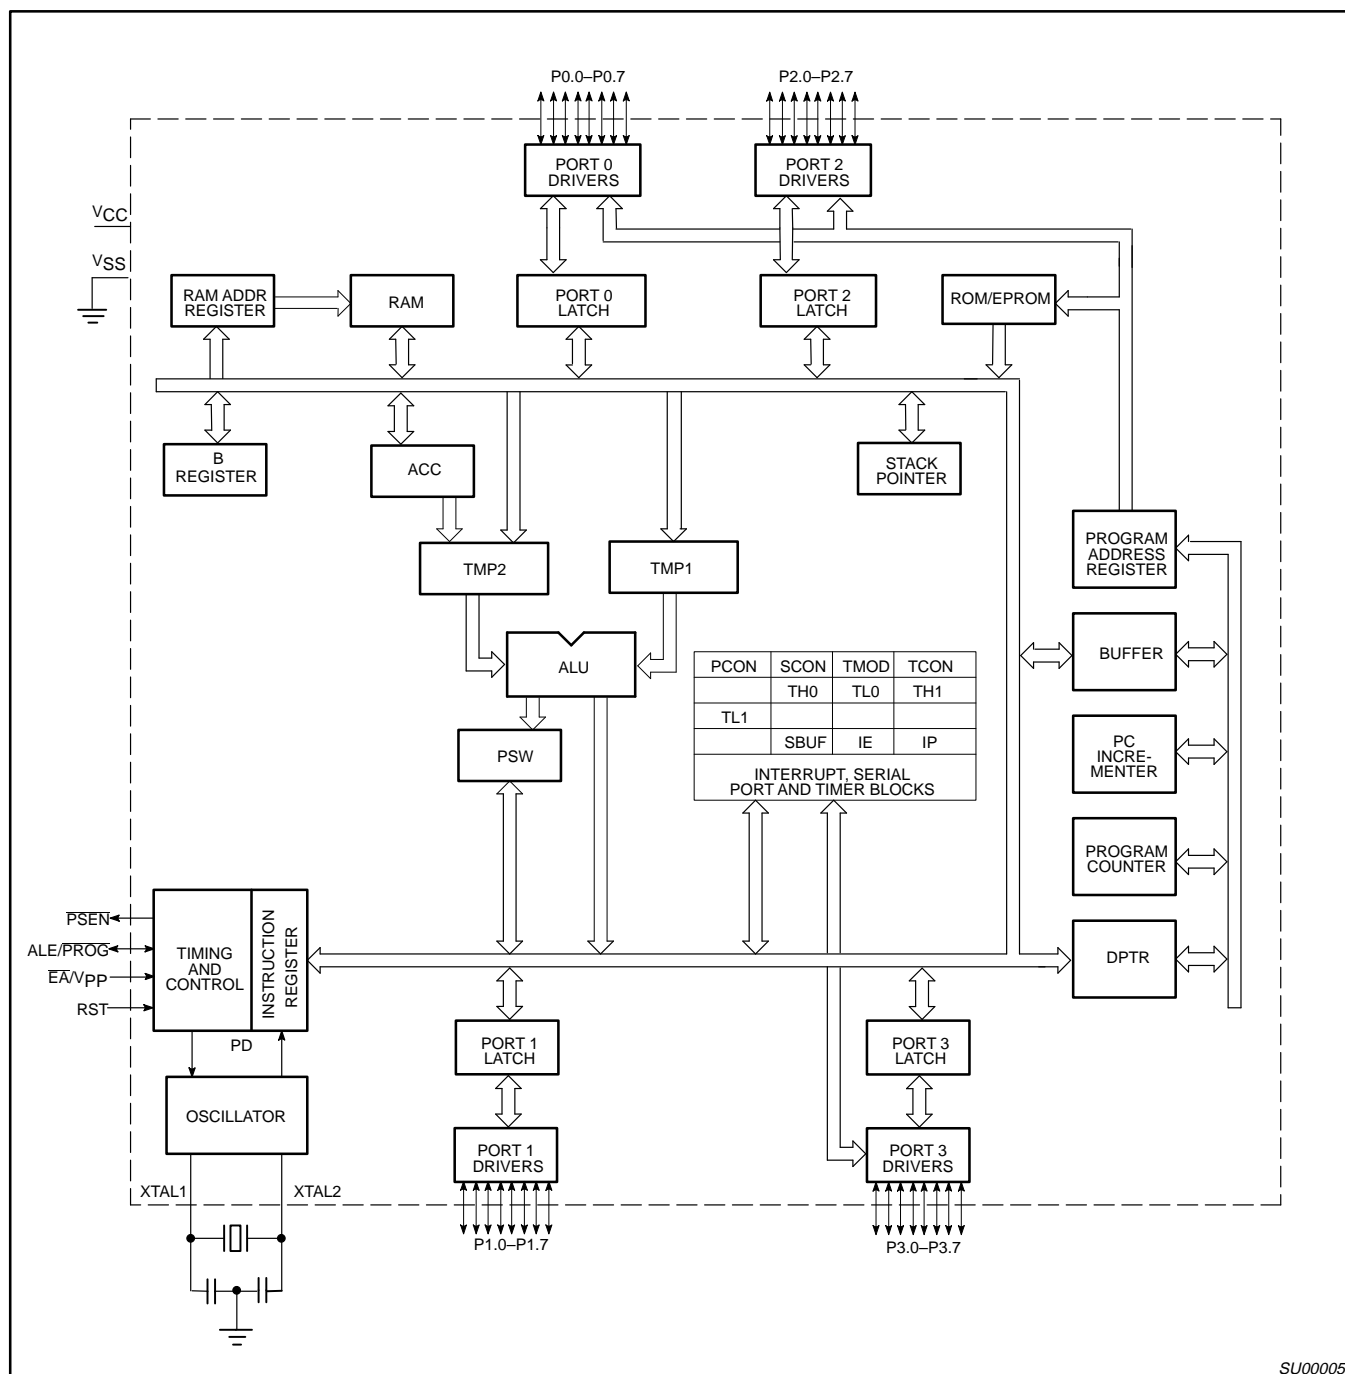 P0.0–P0.7
P2.0–P2.7
PORT 0
DRIVERS
PORT 2
DRIVERS
VCC
VSS
RAM ADDR
REGISTER
RAM
PORT 0
LATCH
PORT 2
LATCH
ROM/EPROM
B
REGISTER
ACC
STACK
POINTER
PROGRAM
ADDRESS
REGISTER
TMP2
TMP1
ALU
BUFFER
PCON SCON TMOD TCON
TH0 TL0 TH1
TL1
SBUF IE IP
INTERRUPT, SERIAL
PORT AND TIMER BLOCKS
PSW
PC
INCRE-
MENTER
PROGRAM
COUNTER
DPTR
PSEN
ALE/PROG
EA/VPP
RST
TIMING
AND
CONTROL
INSTRUCTION
REGISTER
PD
OSCILLATOR
PORT 1
LATCH
PORT 3
LATCH
PORT 1
DRIVERS
PORT 3
DRIVERS
XTAL1
XTAL2
P1.0–P1.7
P3.0–P3.7
SU00005